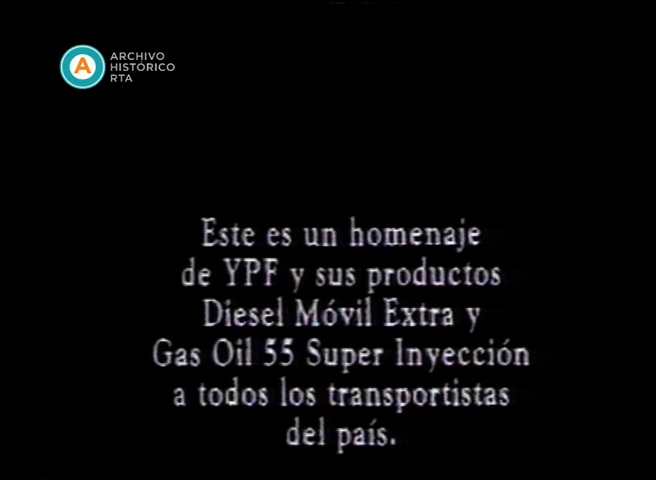 A
ARCHIVO
HISTÓRICO
RTA
Este es un homenaje
de YPF y sus productos
Diesel Móvil Extra y
Gas Oil 55 Super Inyección
a todos los transportistas
del país.